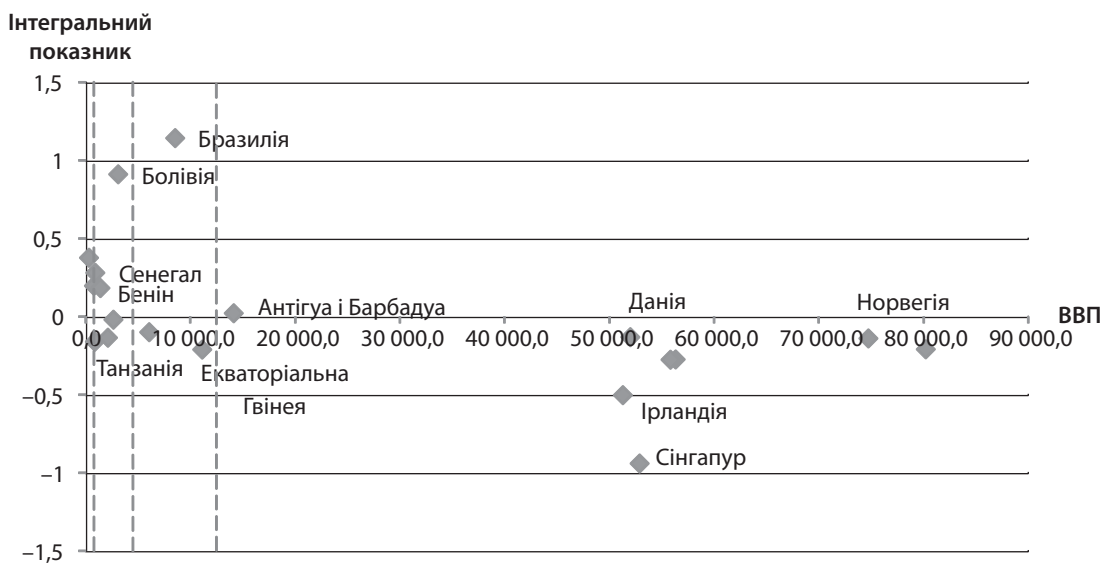 Інтегральний
показник
1,5
Бразилія
1
Болівія
0,5
Сенегал
Бенін
Антігуа і Барбадуа
Данія
Норвегія
0
ВВП
0,0 10 000,0 20 000,0 30 000,0 40 000,0 50 000,0 60 000,0 70 000,0 80 000,0 90 000,0
Танзанія
Екваторіальна
Гвінея
–0,5
Ірландія
Сінгапур
–1
–1,5